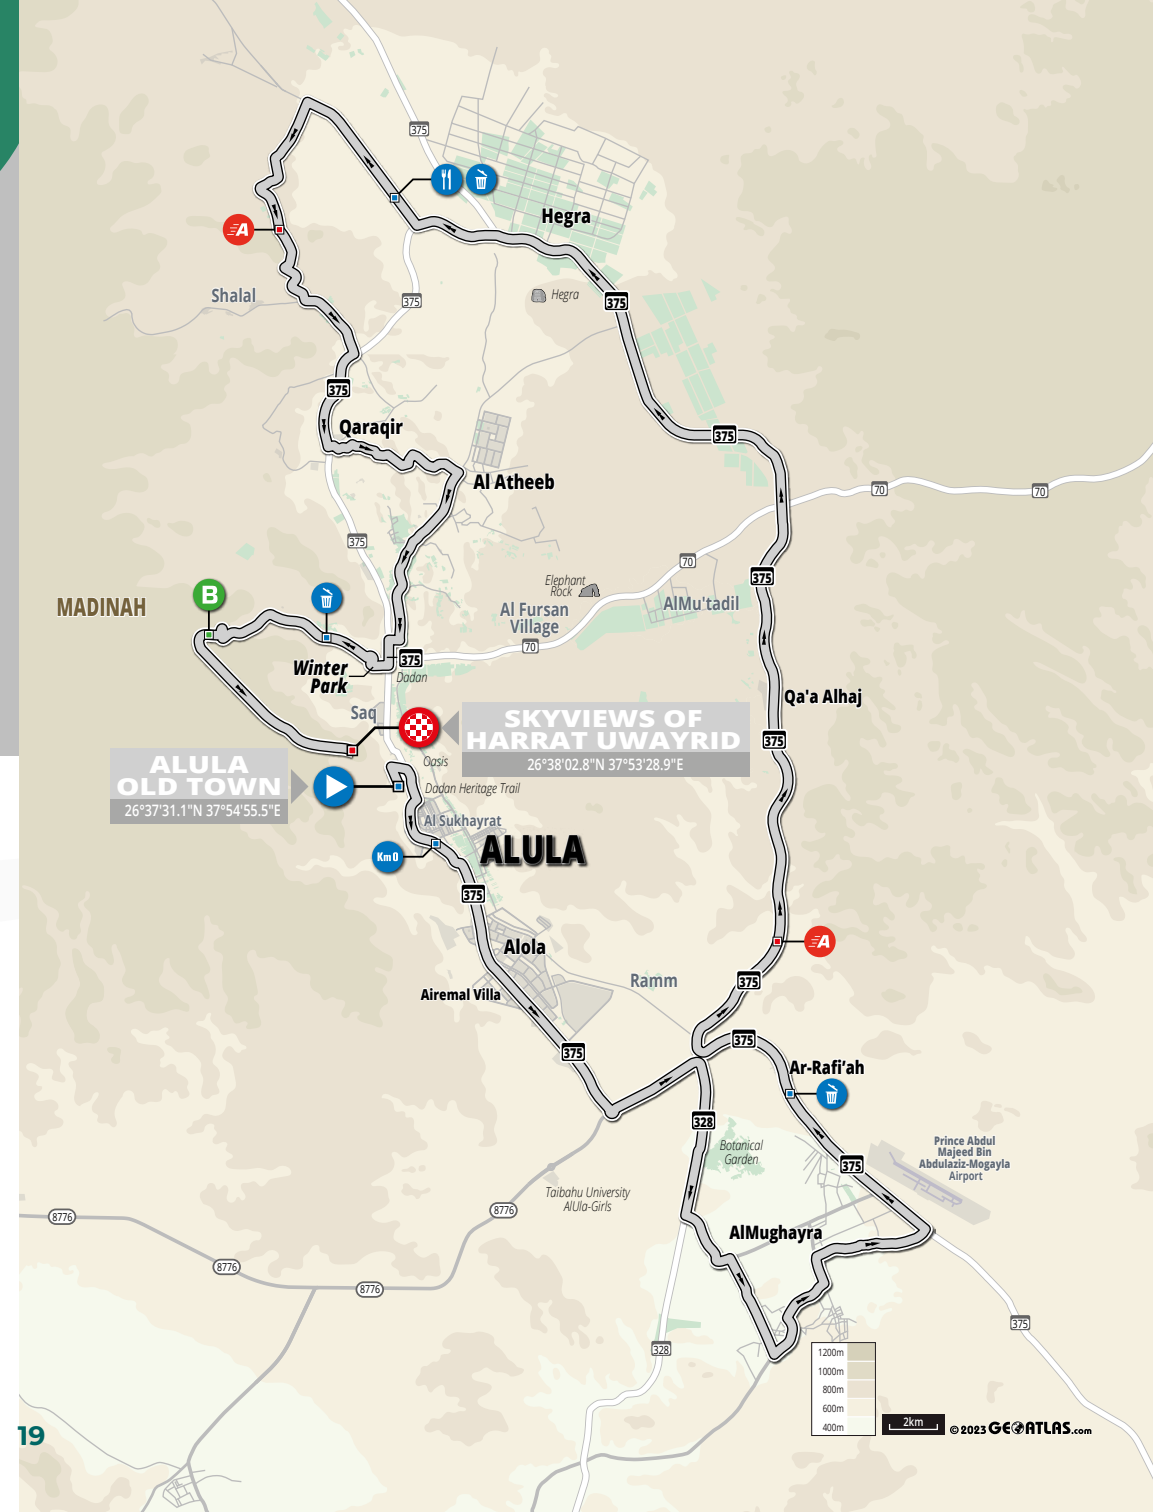 375
Hegra
A
Shalal
375
375
Hegra
375
375
Qaraqir
375
Al Atheeb
70
70
375
70
375
Elephant
Rock
MADINAH
B
Al Fursan
Village
AlMu'tadil
70
Winter
Park
375
Dadan
Qa'a Alhaj
Saq
SKYVIEWS OF
HARRAT UWAYRID
26°38'02.8"N 37°53'28.9"E
375
ALULA
OLD TOWN
26°37'31.1"N 37°54'55.5"E
Oasis
Dadan Heritage Trail
Al Sukhayrat
Km0
ALULA
375
Alola
A
Airemal Villa
Ramm
375
375
375
Ar-Rafi'ah
328
Botanical
Garden
Prince Abdul
Majeed Bin
Abdulaziz-Mogayla
Airport
375
Taibahu University
AlUla-Girls
8776
8776
AlMughayra
8776
8776
375
328
1200m
1000m
800m
600m
400m
2km
©2023 GEOATLAS.com
19